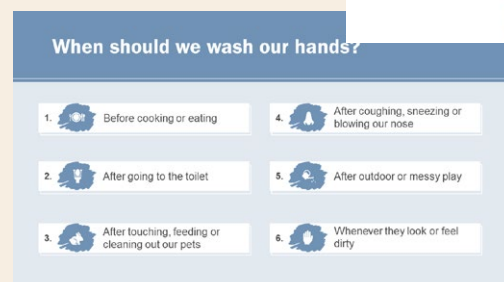 When should we wash our hands?
1. Before cooking or eating
2. After going to the toilet
3. After touching, feeding or
cleaning out our pets
4. After coughing, sneezing or
blowing our nose
5. After outdoor or messy play
6. Whenever they look or feel
dirty